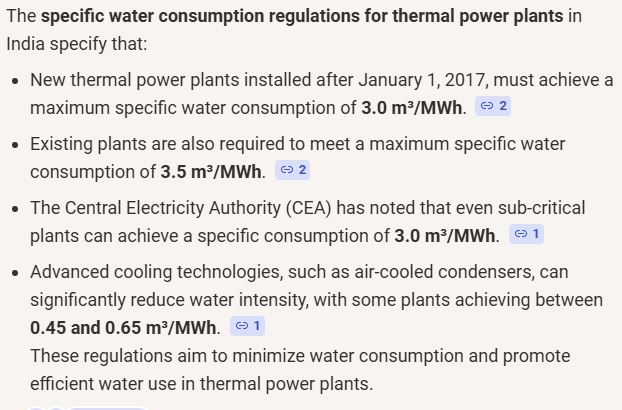 The specific water consumption regulations for thermal power plants in
India specify that:
• New thermal power plants installed after January 1, 2017, must achieve a
maximum specific water consumption of 3.0 m³/MWh. 2
• Existing plants are also required to meet a maximum specific water
consumption of 3.5 m³/MWh. 2
• The Central Electricity Authority (CEA) has noted that even sub-critical
plants can achieve a specific consumption of 3.0 m³/MWh. 1
• Advanced cooling technologies, such as air-cooled condensers, can
significantly reduce water intensity, with some plants achieving between
0.45 and 0.65 m³/MWh. 1
These regulations aim to minimize water consumption and promote
efficient water use in thermal power plants.